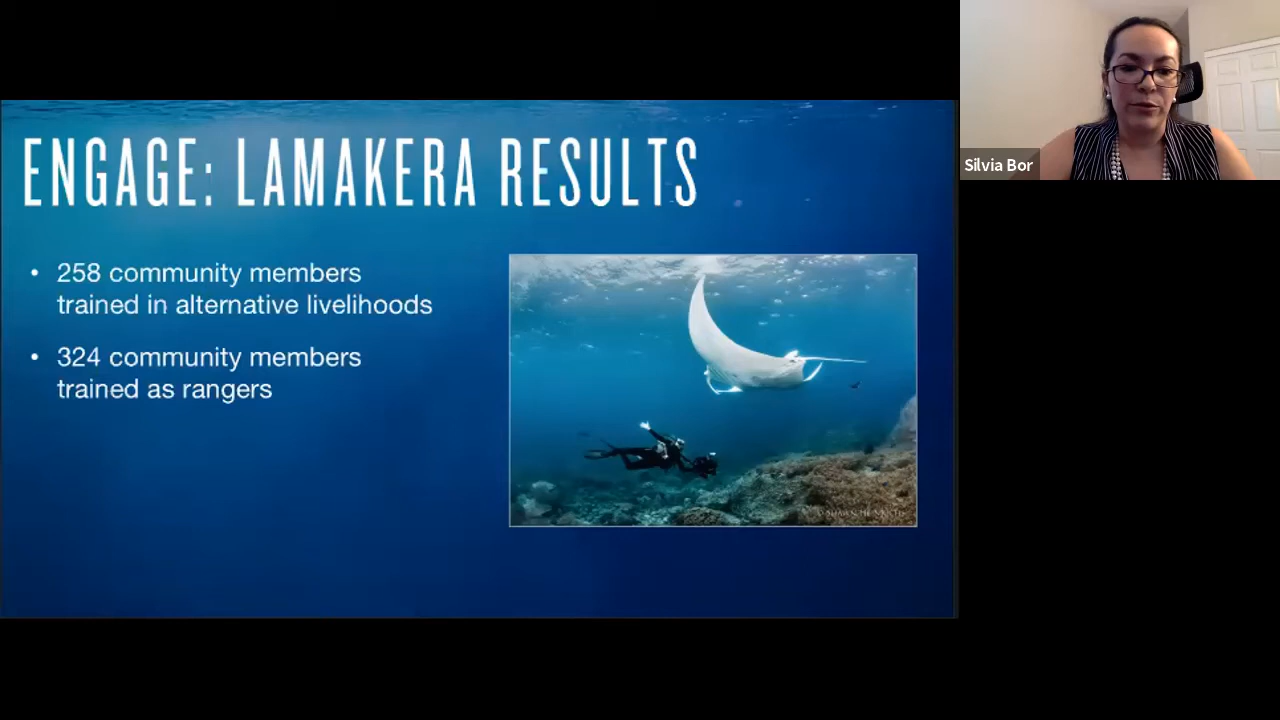 ENGAGE: LAMAKERA RESULTS
• 258 community members
trained in alternative livelihoods
• 324 community members
trained as rangers
Silvia Bor